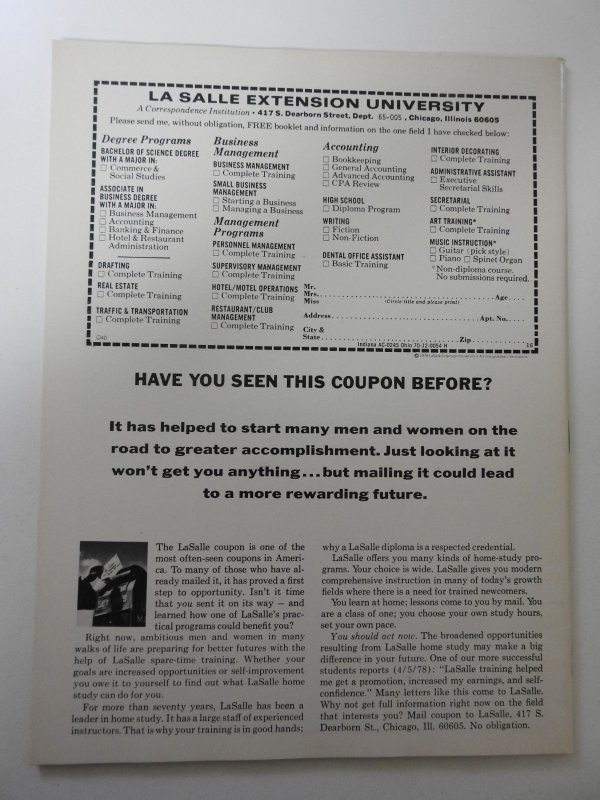 LA SALLE EXTENSION UNIVERSITY
A Correspondence Institution • 417 S. Dearborn Street, Dept. 65-005, Chicago, Illinois 60605
Please send me, without obligation, FREE booklet and information on the one field I have checked below:
Degree Programs
BACHELOR OF SCIENCE DEGREE
WITH A MAJOR IN:
□ Commerce &
Social Studies
ASSOCIATE IN
BUSINESS DEGREE
WITH A MAJOR IN:
□ Business Management
□ Accounting
□ Banking & Finance
□ Hotel & Restaurant
Administration
DRAFTING
□ Complete Training
REAL ESTATE
□ Complete Training
TRAFFIC & TRANSPORTATION
□ Complete Training
Business
Management
BUSINESS MANAGEMENT
□ Complete Training
SMALL BUSINESS
MANAGEMENT
□ Starting a Business
□ Managing a Business
Management
Programs
PERSONNEL MANAGEMENT
□ Complete Training
SUPERVISORY MANAGEMENT
□ Complete Training
HOTEL/MOTEL OPERATIONS
□ Complete Training
RESTAURANT/CLUB
MANAGEMENT
□ Complete Training
Accounting
□ Bookkeeping
□ General Accounting
□ Advanced Accounting
□ CPA Review
HIGH SCHOOL
□ Diploma Program
WRITING
□ Fiction
□ Non-Fiction
DENTAL OFFICE ASSISTANT
□ Basic Training
INTERIOR DECORATING
□ Complete Training
ADMINISTRATIVE ASSISTANT
□ Executive
Secretarial Skills
SECRETARIAL
□ Complete Training
ART TRAINING*
□ Complete Training
MUSIC INSTRUCTION*
□ Guitar (pick style)
□ Piano □ Spinet Organ
*Non-diploma course.
No submissions required.
Mr.
Mrs. Age
Miss (Circle title and please print)
Address Apt. No.
City &
State Zip 16
Indiana AC-0245 Ohio 70-12-0054 H
HAVE YOU SEEN THIS COUPON BEFORE?
It has helped to start many men and women on the
road to greater accomplishment. Just looking at it
won't get you anything...but mailing it could lead
to a more rewarding future.
The LaSalle coupon is one of the
most often-seen coupons in Ameri-
ca. To many of those who have al-
ready mailed it, it has proved a first
step to opportunity. Isn't it time
that you sent it on its way — and
learned how one of LaSalle's prac-
tical programs could benefit you?
Right now, ambitious men and women in many
walks of life are preparing for better futures with the
help of LaSalle spare-time training. Whether your
goals are increased opportunities or self-improvement
you owe it to yourself to find out what LaSalle home
study can do for you.
For more than seventy years, LaSalle has been a
leader in home study. It has a large staff of experienced
instructors. That is why your training is in good hands;
why a LaSalle diploma is a respected credential.
LaSalle offers you many kinds of home-study pro-
grams. Your choice is wide. LaSalle gives you modern
comprehensive instruction in many of today's growth
fields where there is a need for trained newcomers.
You learn at home; lessons come to you by mail. You
are a class of one; you choose your own study hours,
set your own pace.
You should act now. The broadened opportunities
resulting from LaSalle home study may make a big
difference in your future. One of our more successful
students reports (4/5/78): "LaSalle training helped
me get a promotion, increased my earnings, and self-
confidence." Many letters like this come to LaSalle.
Why not get full information right now on the field
that interests you? Mail coupon to LaSalle, 417 S.
Dearborn St., Chicago, Ill. 60605. No obligation.